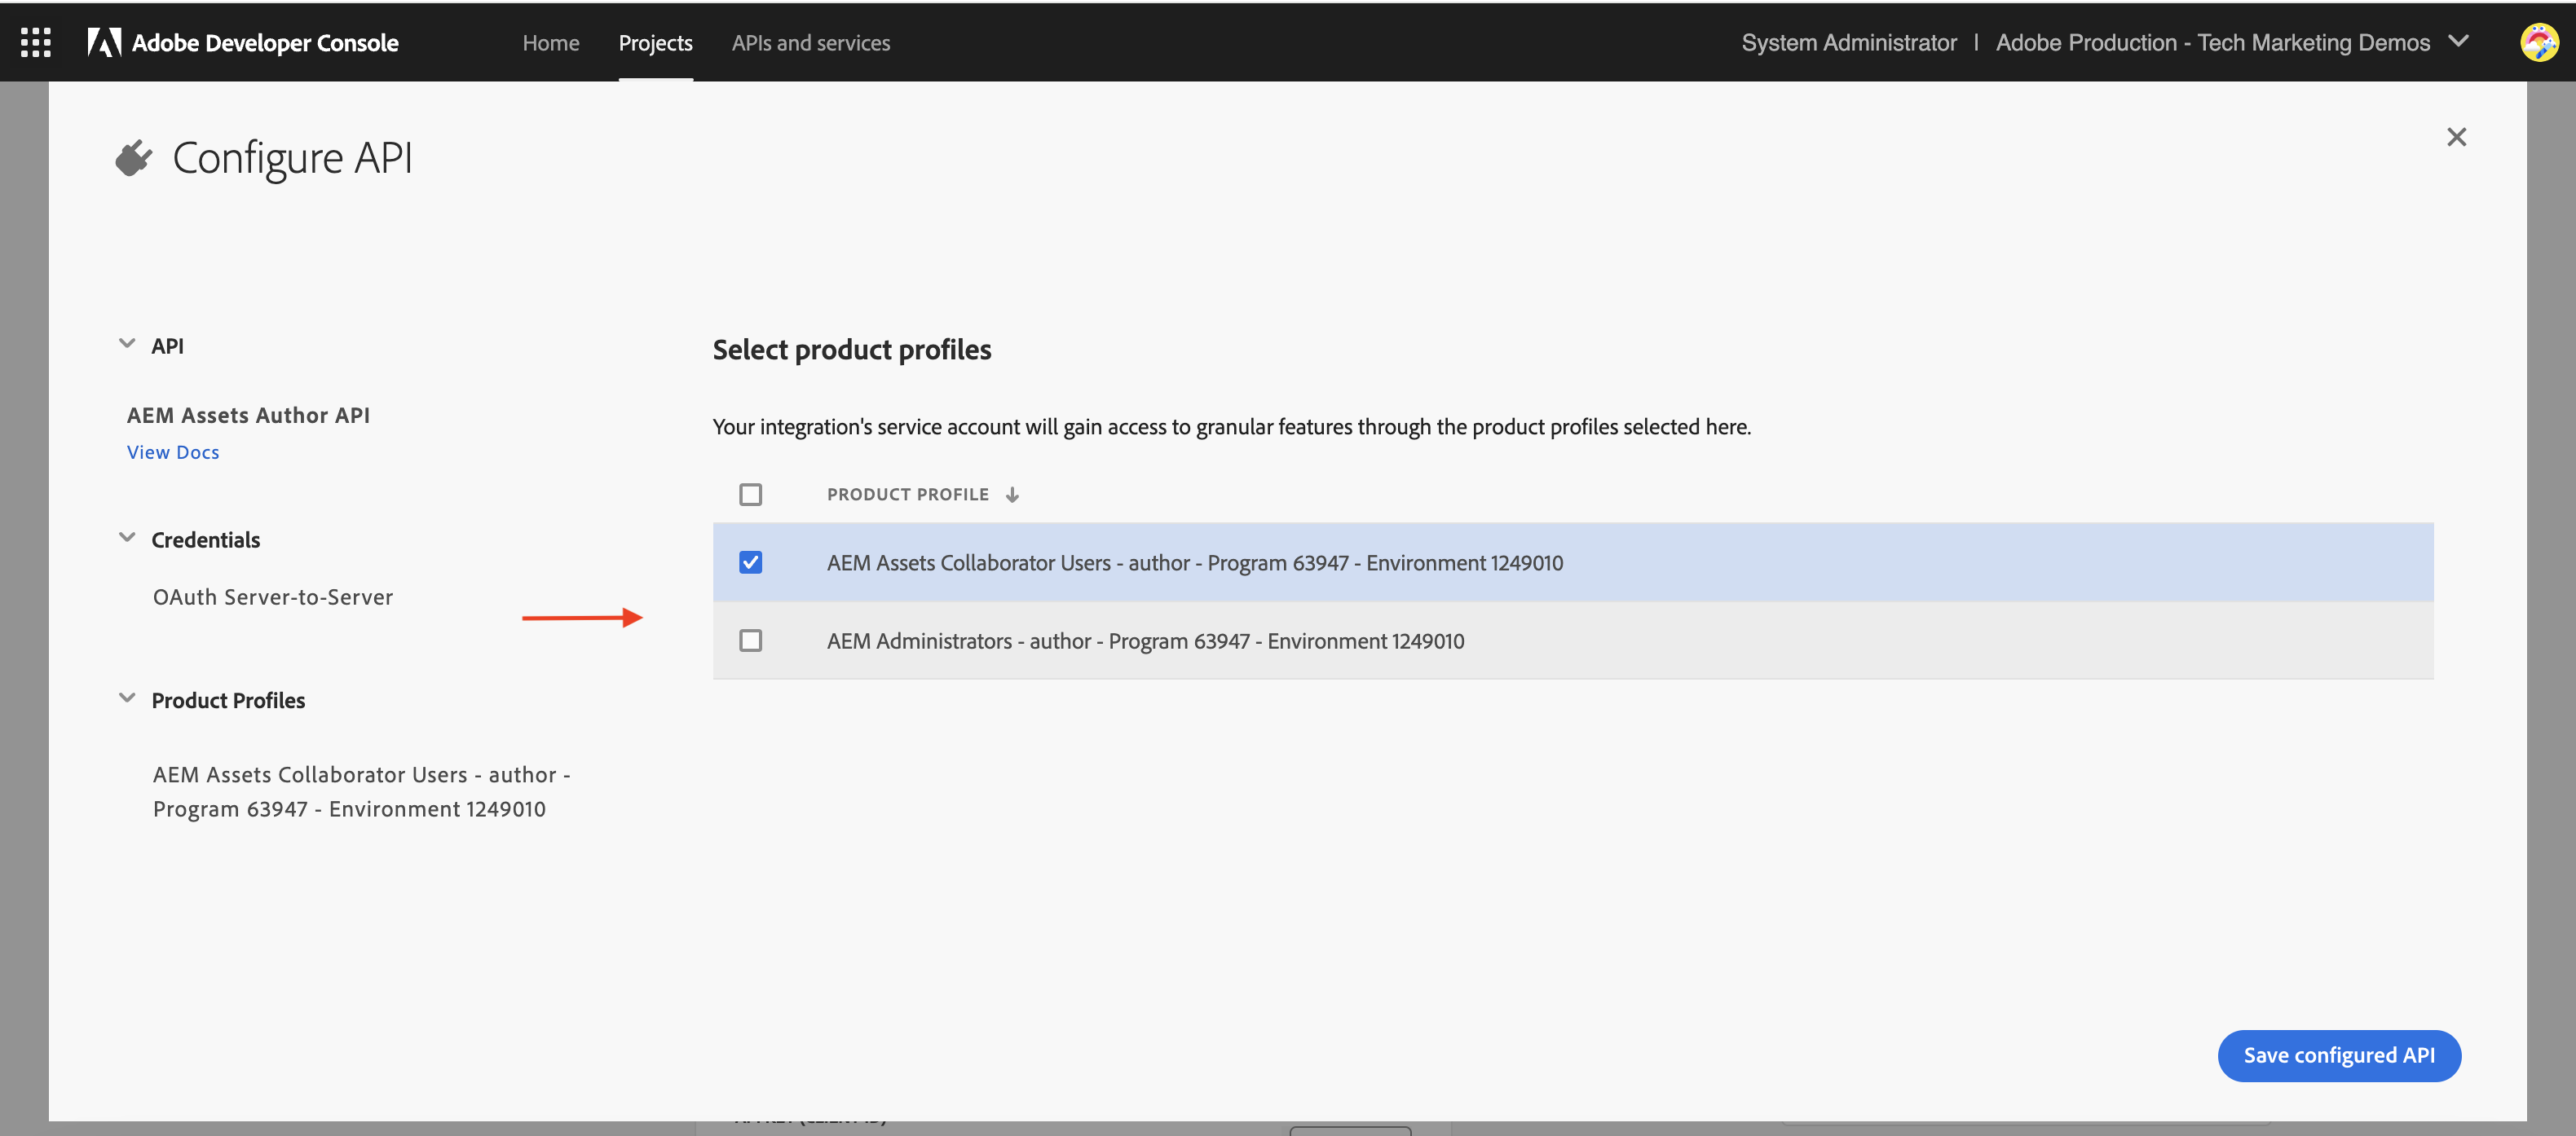 Adobe Developer Console
Home
Projects
APIs and services
System Administrator | Adobe Production - Tech Marketing Demos
Configure API
API
AEM Assets Author API
View Docs
Credentials
OAuth Server-to-Server
Product Profiles
AEM Assets Collaborator Users - author -
Program 63947 - Environment 1249010
Select product profiles
Your integration's service account will gain access to granular features through the product profiles selected here.
PRODUCT PROFILE
AEM Assets Collaborator Users - author - Program 63947 - Environment 1249010
AEM Administrators - author - Program 63947 - Environment 1249010
Save configured API